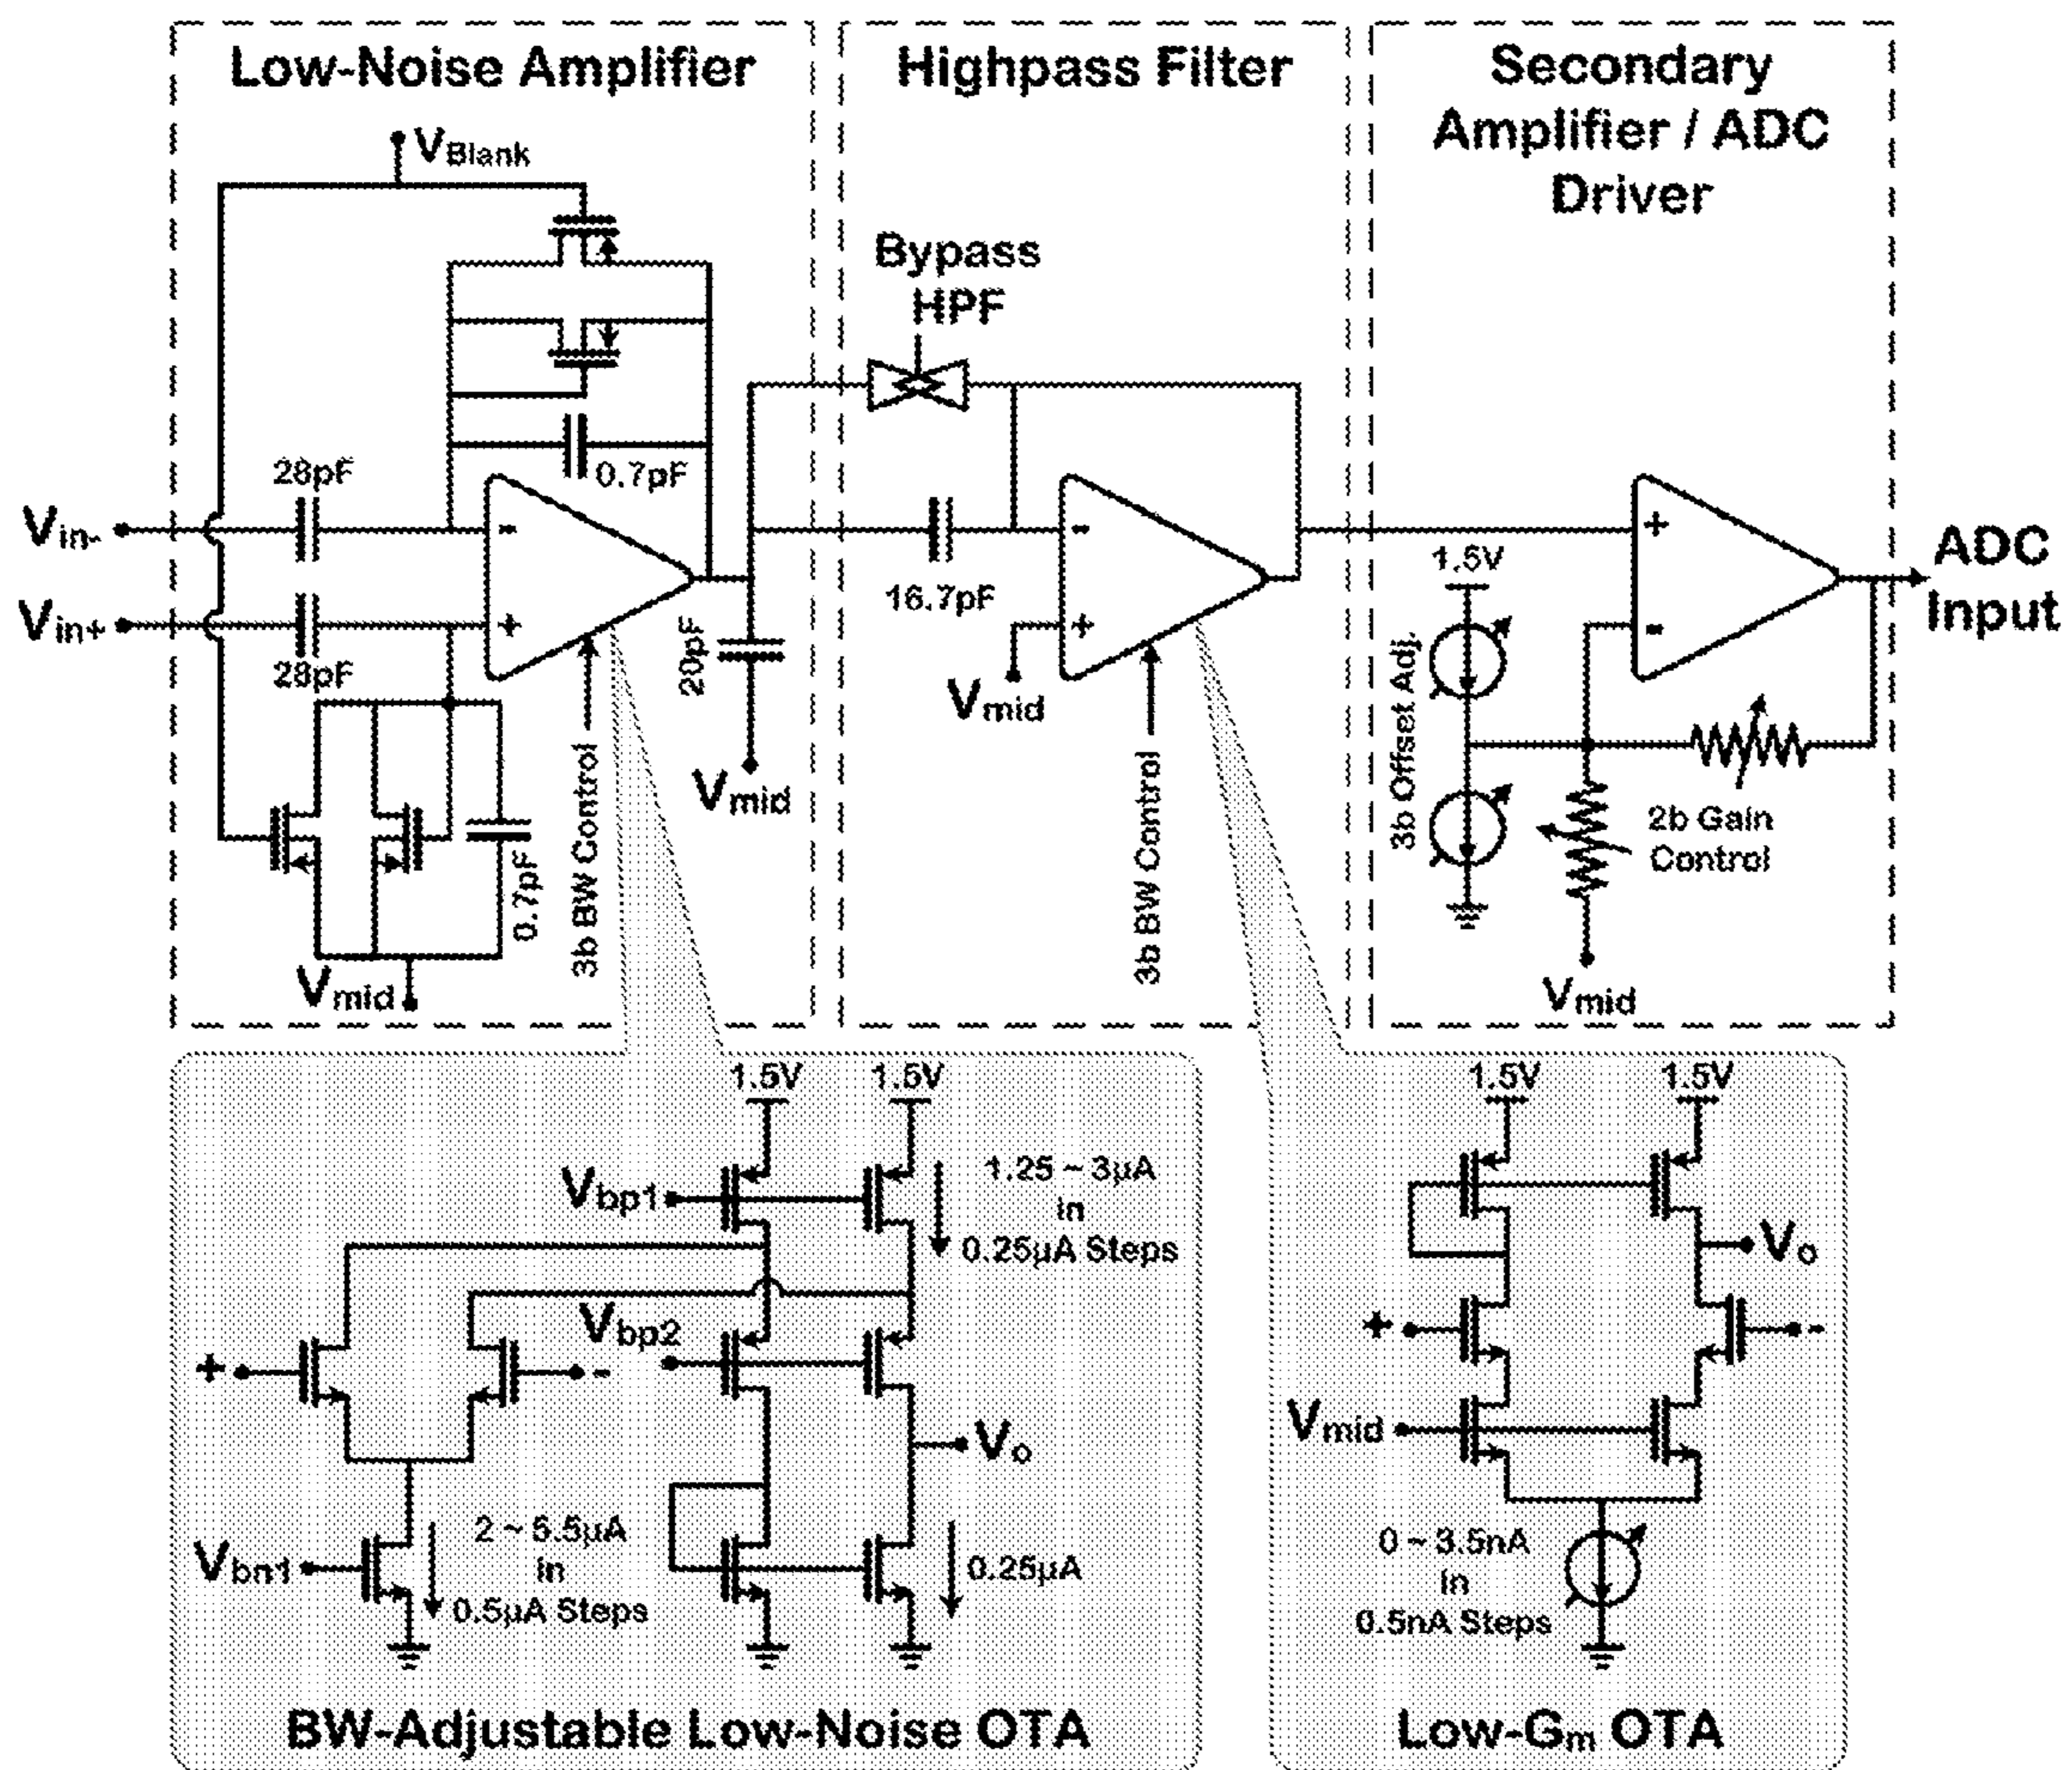 Low-Noise Amplifier
VBlank
28pF
0.7pF
Vin-
Vin+
28pF
20pF
Vmid
0.7pF
3b BW Control
Vmid
Highpass Filter
Bypass
HPF
16.7pF
Vmid
3b BW Control
Secondary
Amplifier / ADC
Driver
1.5V
3b Offset Adj.
2b Gain
Control
Vmid
ADC
Input
+
-
+
-
+
-
1.5V
1.5V
Vbp1
1.25 ~ 3µA
in
0.25µA Steps
Vbp2
+
-
Vo
Vbn1
2 ~ 5.5µA
in
0.5µA Steps
0.25µA
BW-Adjustable Low-Noise OTA
1.5V
1.5V
Vo
+
-
Vmid
0 ~ 3.5nA
in
0.5nA Steps
Low-Gm OTA